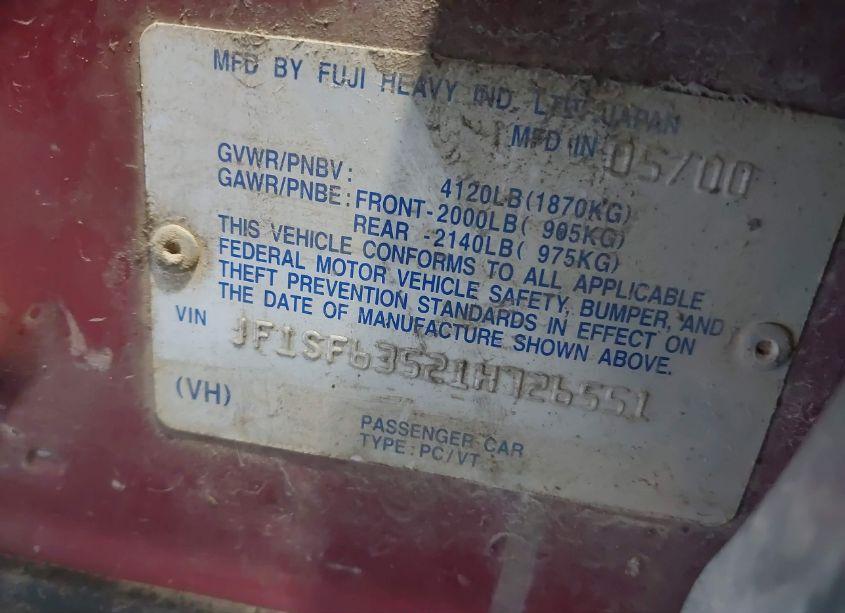 MFD BY FUJI HEAVY IND. LTD. JAPAN
MFD IN 05/00
GVWR/PNBV: 4120LB(1870KG)
GAWR/PNBE: FRONT-2000LB( 905KG)
REAR -2140LB( 975KG)
THIS VEHICLE CONFORMS TO ALL APPLICABLE
FEDERAL MOTOR VEHICLE SAFETY, BUMPER, AND
THEFT PREVENTION STANDARDS IN EFFECT ON
THE DATE OF MANUFACTURE SHOWN ABOVE.
VIN JF1SF63521H726551
(VH)
PASSENGER CAR
TYPE: PC/VT